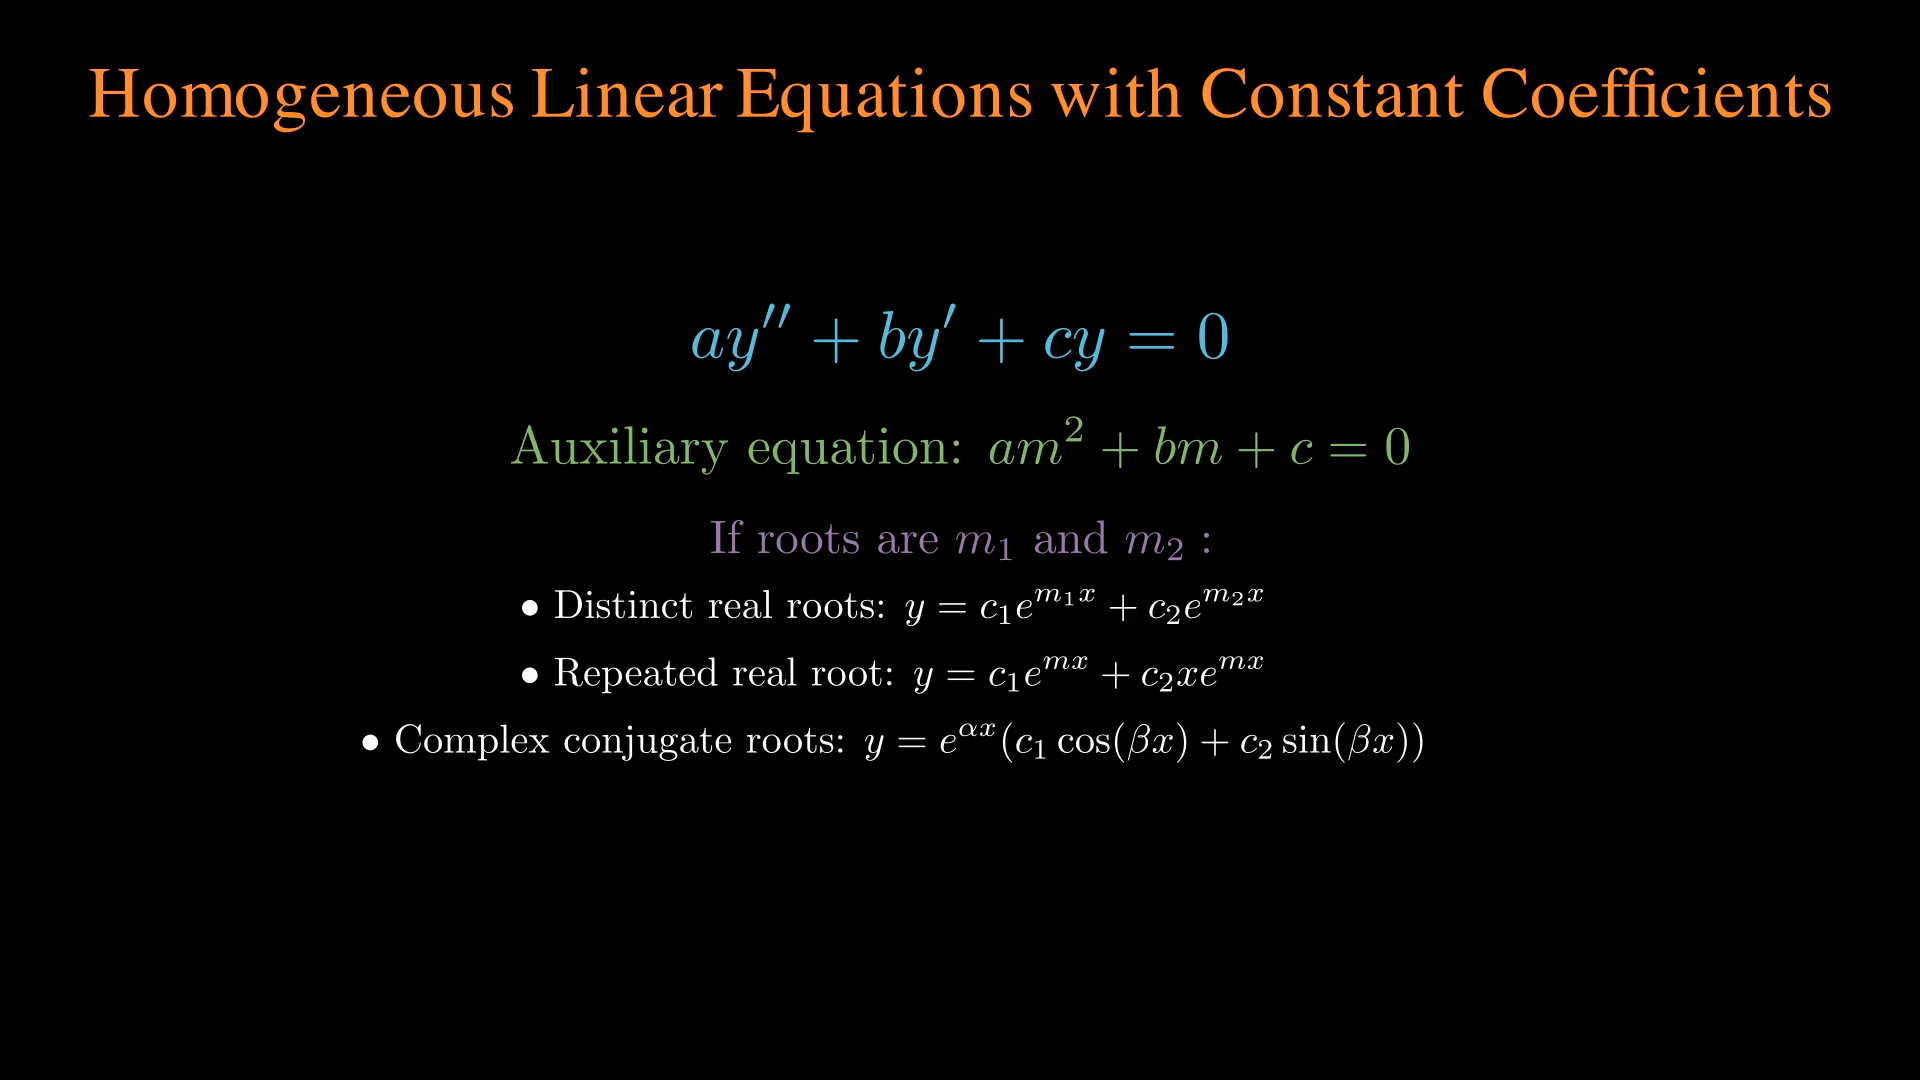 Homogeneous Linear Equations with Constant Coefficients
ay′′ + by′ + cy = 0
Auxiliary equation: am² + bm + c = 0
If roots are m₁ and m₂ :
• Distinct real roots: y = c₁e^{m₁x} + c₂e^{m₂x}
• Repeated real root: y = c₁e^{mx} + c₂xe^{mx}
• Complex conjugate roots: y = e^{αx}(c₁ cos(βx) + c₂ sin(βx))